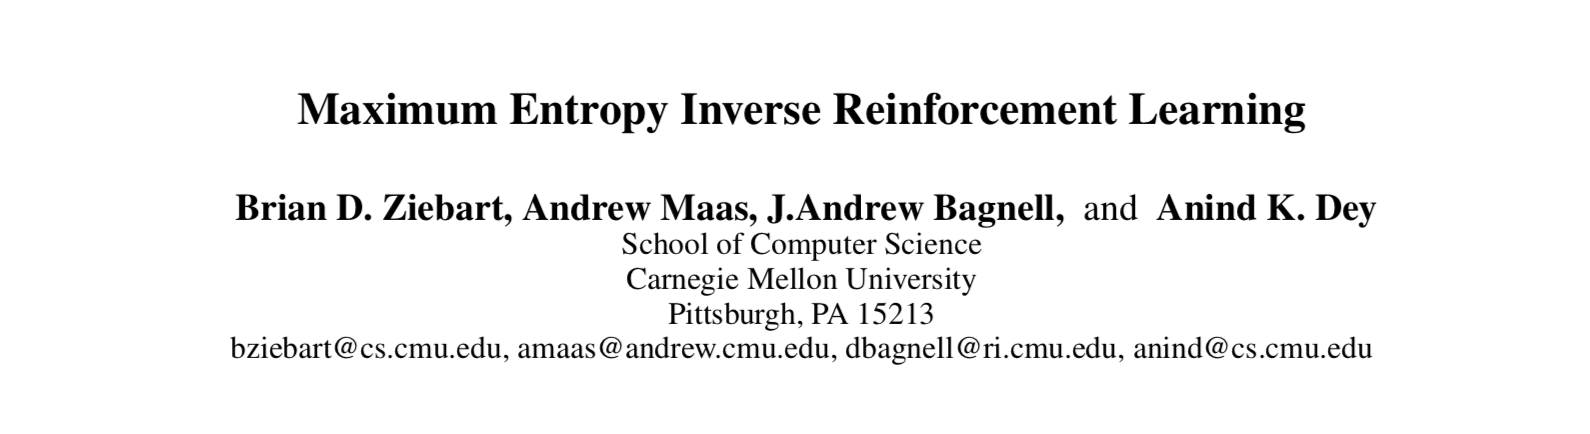 Maximum Entropy Inverse Reinforcement Learning
Brian D. Ziebart, Andrew Maas, J.Andrew Bagnell, and Anind K. Dey
School of Computer Science
Carnegie Mellon University
Pittsburgh, PA 15213
bziebart@cs.cmu.edu, amaas@andrew.cmu.edu, dbagnell@ri.cmu.edu, anind@cs.cmu.edu